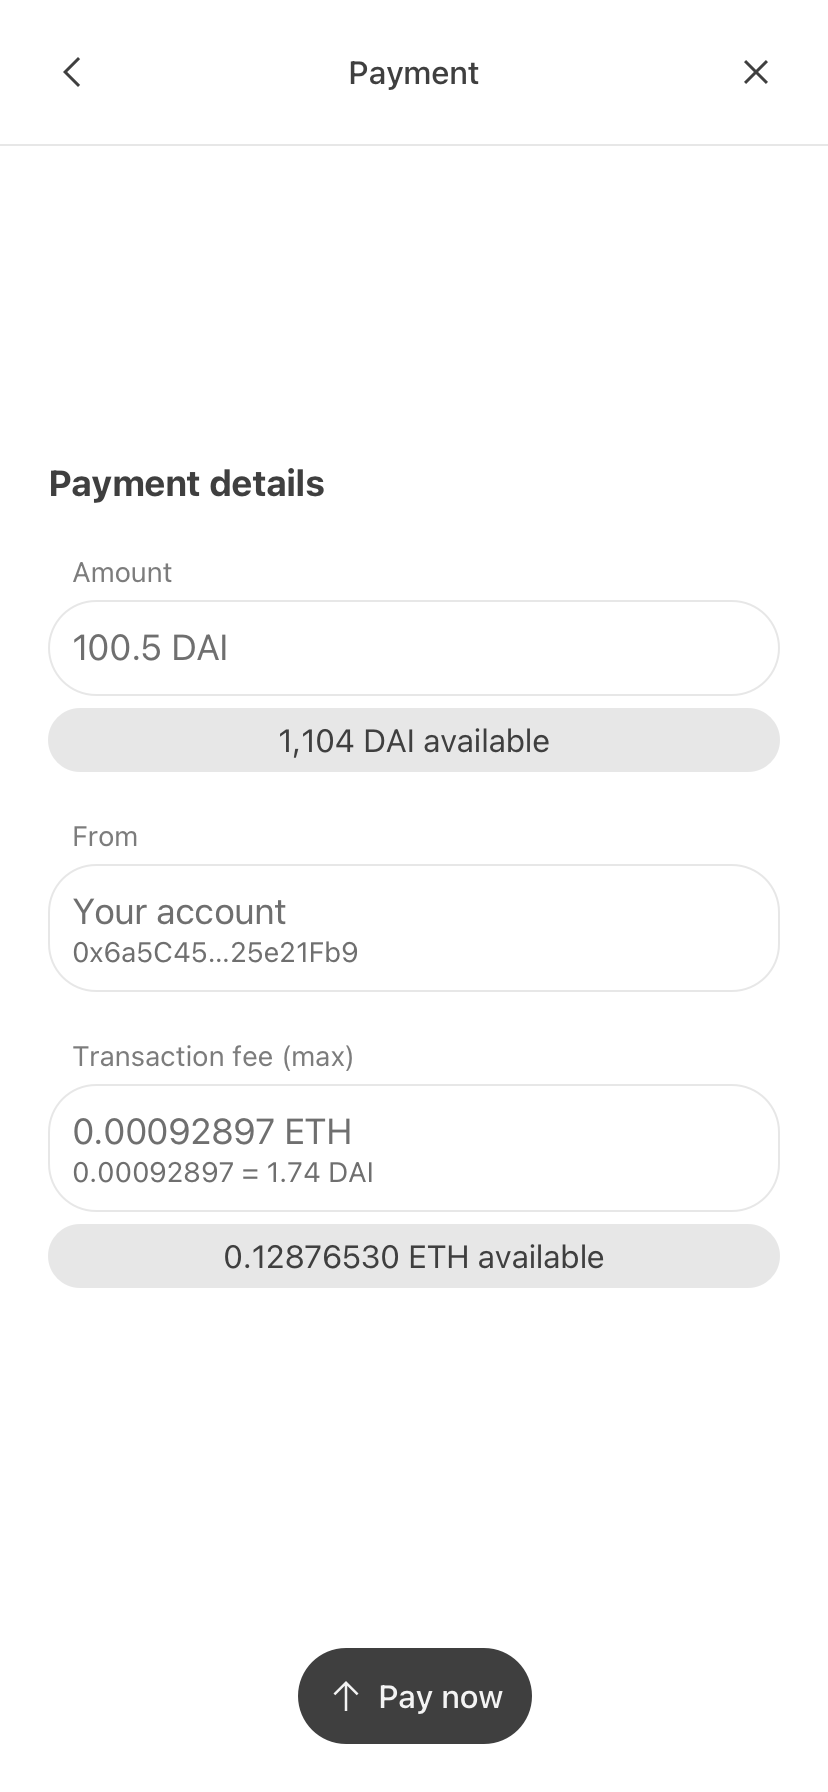 Payment
Payment details
Amount
100.5 DAI
1,104 DAI available
From
Your account
0x6a5C45...25e21Fb9
Transaction fee (max)
0.00092897 ETH
0.00092897 = 1.74 DAI
0.12876530 ETH available
Pay now